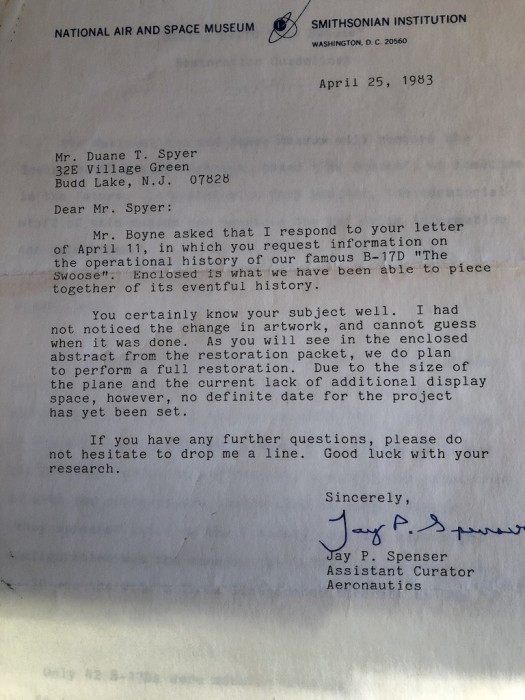 NATIONAL AIR AND SPACE MUSEUM
SMITHSONIAN INSTITUTION
WASHINGTON, D. C. 20560
April 25, 1983
Mr. Duane T. Spyer
32E Village Green
Budd Lake, N.J. 07828
Dear Mr. Spyer:
Mr. Boyne asked that I respond to your letter
of April 11, in which you request information on
the operational history of our famous B-17D "The
Swoose". Enclosed is what we have been able to piece
together of its eventful history.
You certainly know your subject well. I had
not noticed the change in artwork, and cannot guess
when it was done. As you will see in the enclosed
abstract from the restoration packet, we do plan
to perform a full restoration. Due to the size of
the plane and the current lack of additional display
space, however, no definite date for the project
has yet been set.
If you have any further questions, please do
not hesitate to drop me a line. Good luck with your
research.
Sincerely,
Jay P. Spenser
Jay P. Spenser
Assistant Curator
Aeronautics